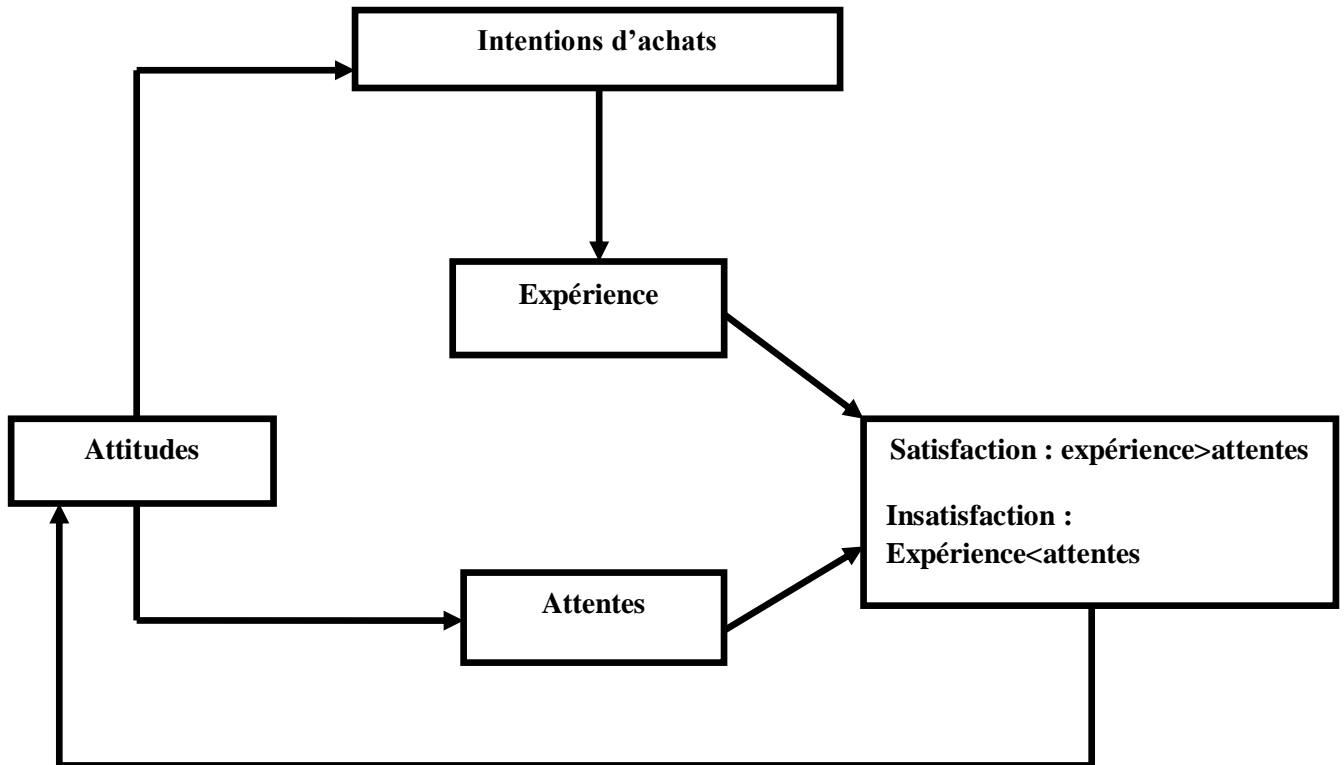 Intentions d’achats
Expérience
Attitudes
Satisfaction : expérience>attentes
Insatisfaction :
Expérience<attentes
Attentes